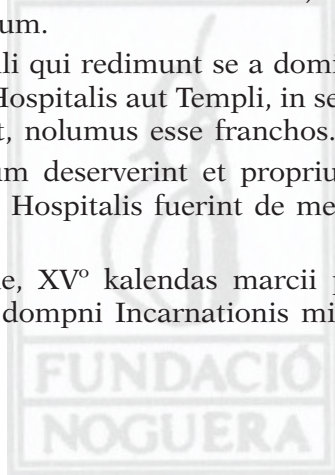 um.
li qui redimunt se a domi
Hospitalis aut Templi, in se
t, nolumus esse franchos.
um deserverint et propriu
Hospitalis fuerint de me
e, XVº kalendas marcii p
dompni Incarnationis mi
FUNDACIÓ
NOGUERA